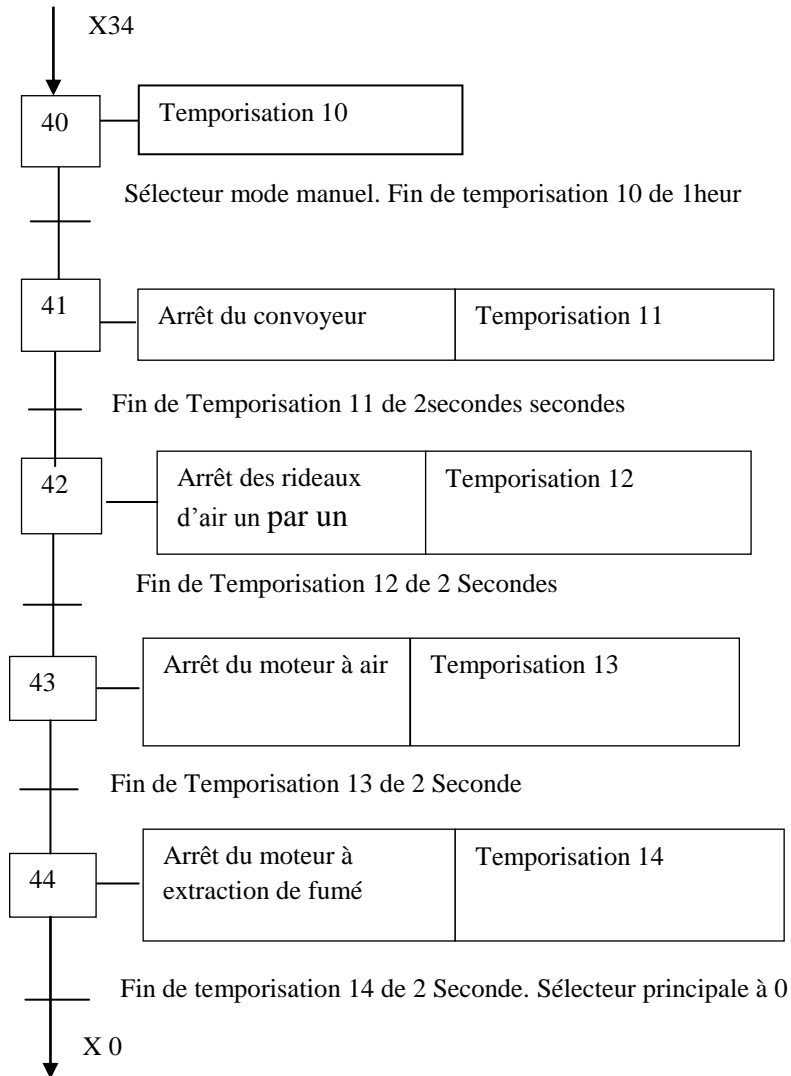 X34
40
Temporisation 10
Sélecteur mode manuel. Fin de temporisation 10 de 1heur
41
Arrêt du convoyeur
Temporisation 11
Fin de Temporisation 11 de 2secondes secondes
42
Arrêt des rideaux
d’air un par un
Temporisation 12
Fin de Temporisation 12 de 2 Secondes
43
Arrêt du moteur à air
Temporisation 13
Fin de Temporisation 13 de 2 Seconde
44
Arrêt du moteur à
extraction de fumé
Temporisation 14
Fin de temporisation 14 de 2 Seconde. Sélecteur principale à 0
X 0